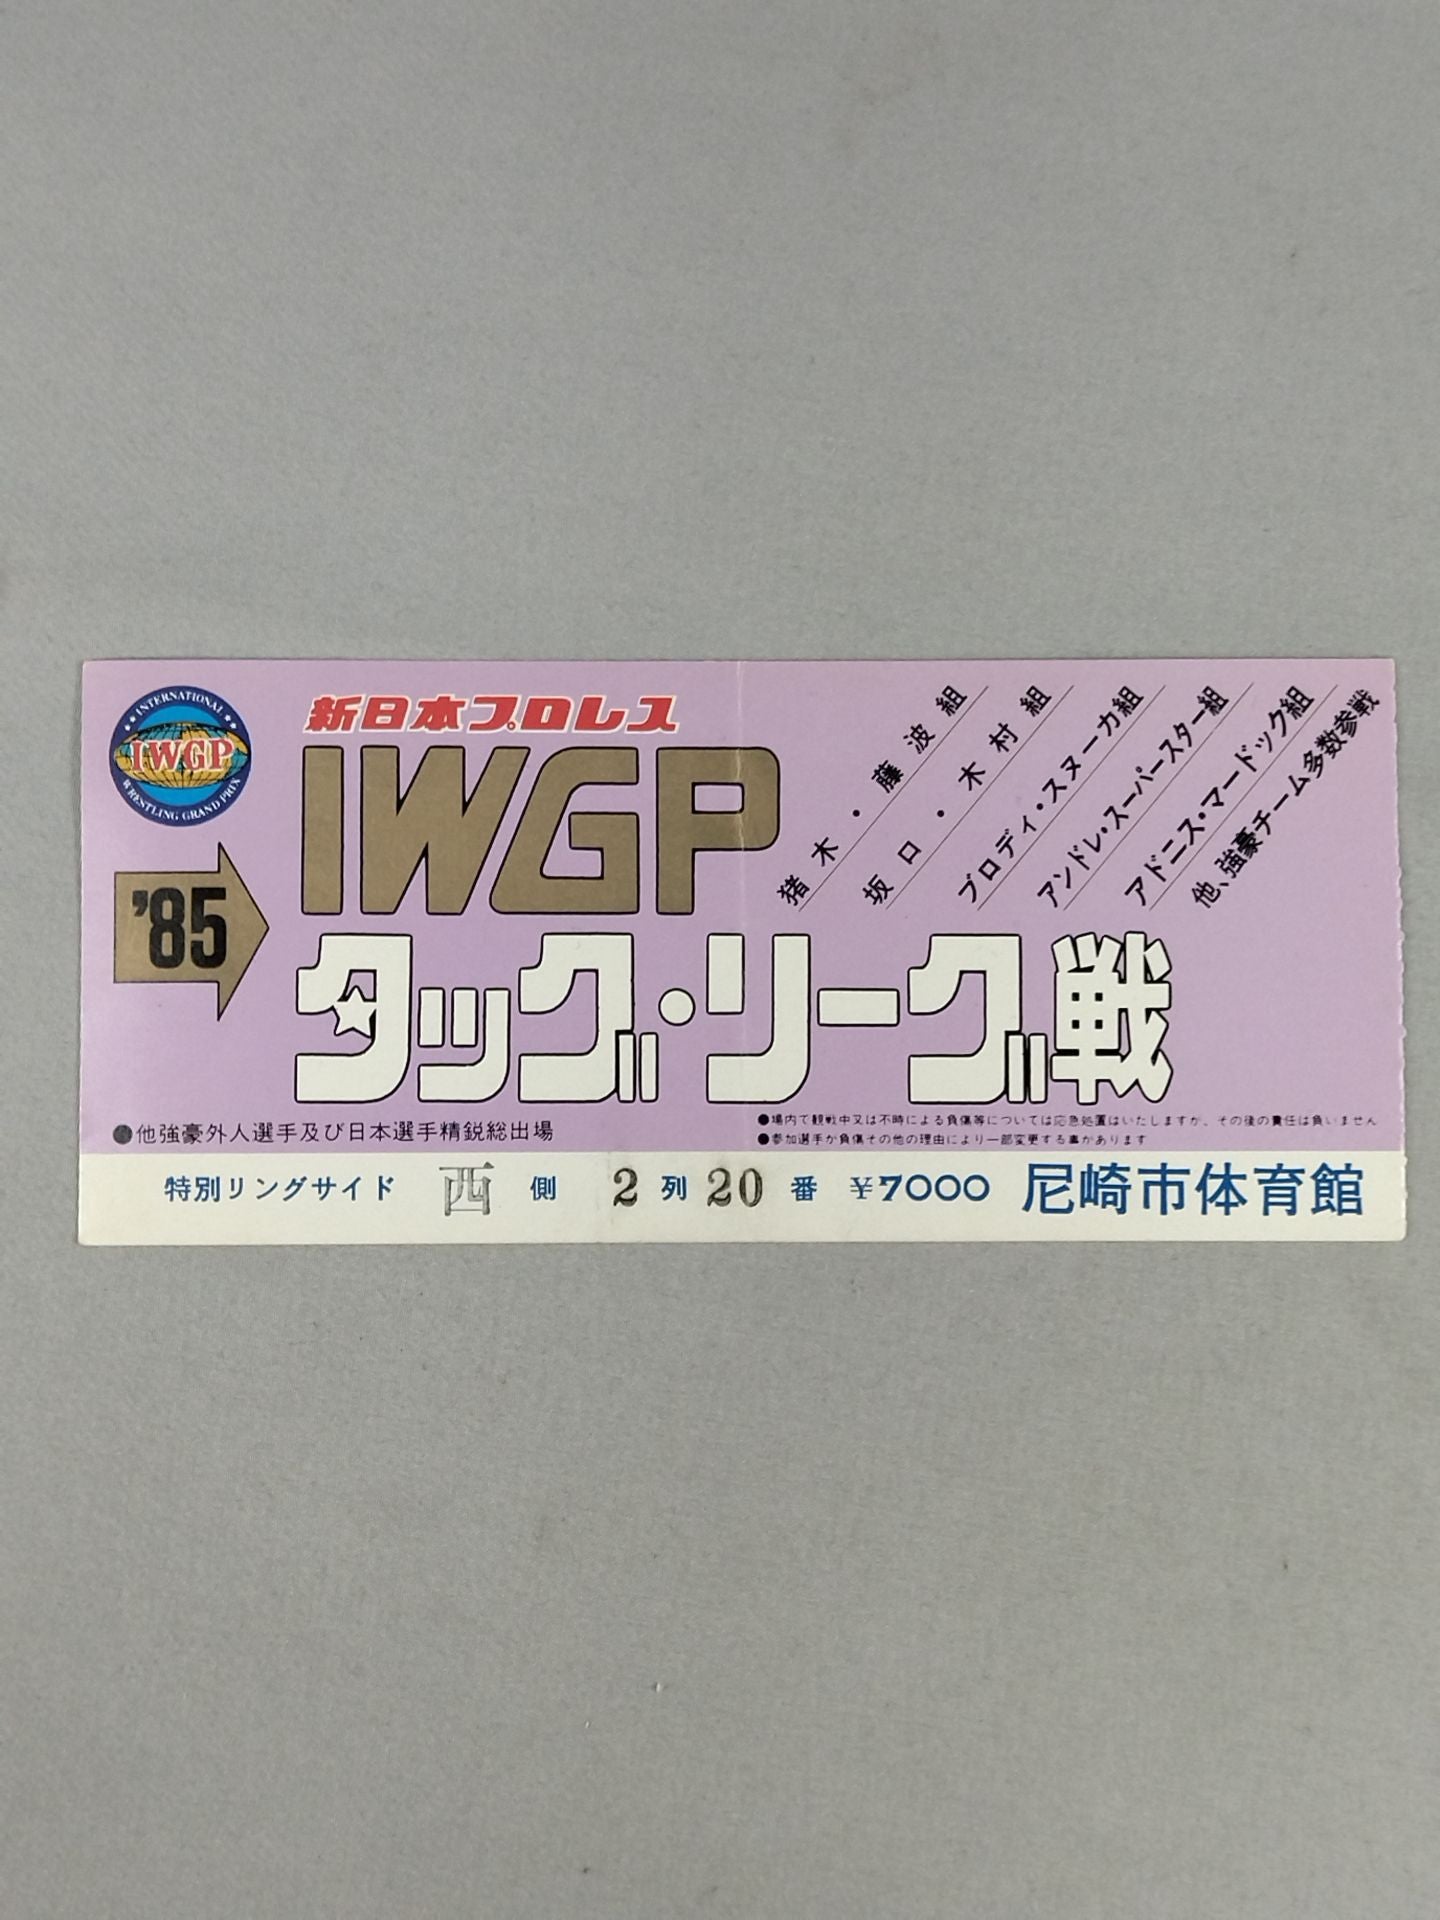 INTERNATIONAL
IWGP
WRESTLING GRAND PRIX
'85
新日本プロレス
IWGP
タッグ・リーグ戦
猪木・藤波組
坂口・木村組
ブロディ・スヌーカ組
アンドレ・スーパースター組
アドニス・マードック組
他、強豪チーム多数参戦
●他強豪外人選手及び日本選手精鋭総出場
●場内で観戦中又は不時による負傷等については応急処置はいたしますが、その後の責任は負いません
●参加選手が負傷その他の理由により一部変更する事があります
特別リングサイド 西側 2列20番 ¥7000 尼崎市体育館